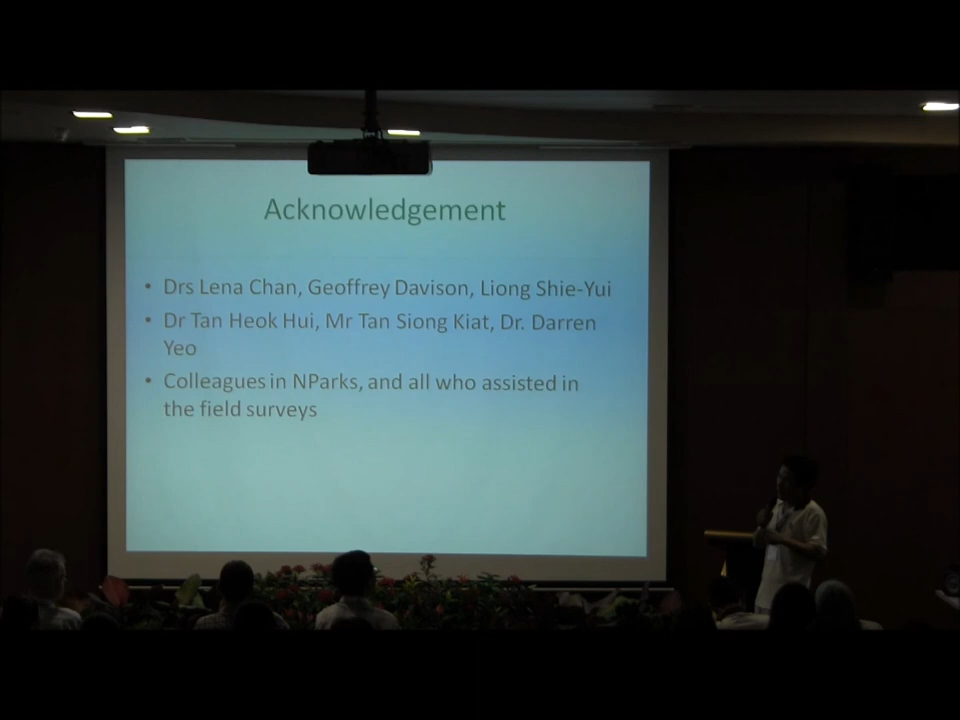 Acknowledgement
• Drs Lena Chan, Geoffrey Davison, Liong Shie-Yui
• Dr Tan Heok Hui, Mr Tan Siong Kiat, Dr. Darren
Yeo
• Colleagues in NParks, and all who assisted in
the field surveys